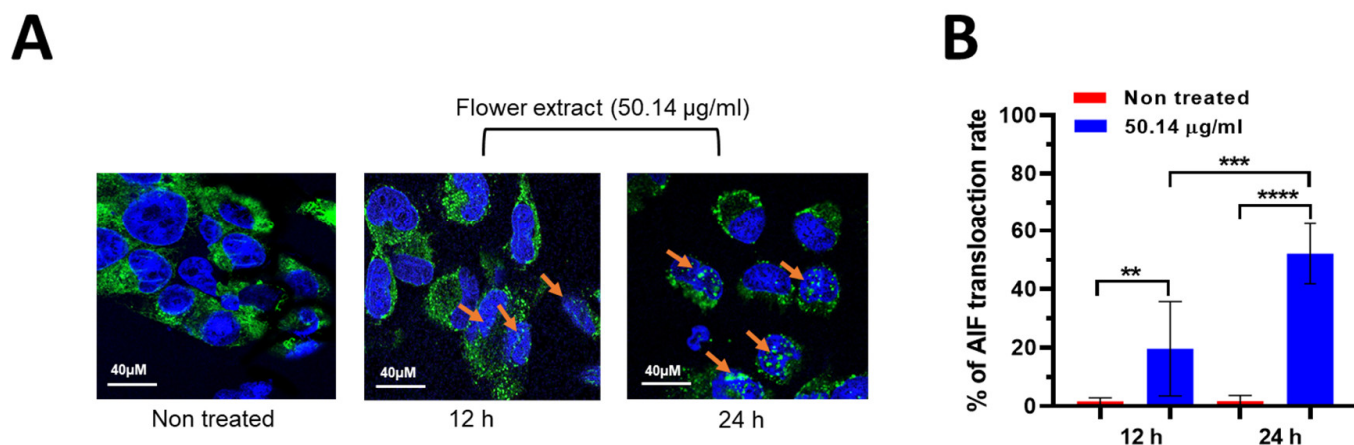 A
Flower extract (50.14 µg/ml)
40µM
40µM
40µM
Non treated
12 h
24 h
B
Non treated
50.14 µg/ml
% of AIF transloaction rate
100
80
60
40
20
0
**
***
****
12 h
24 h